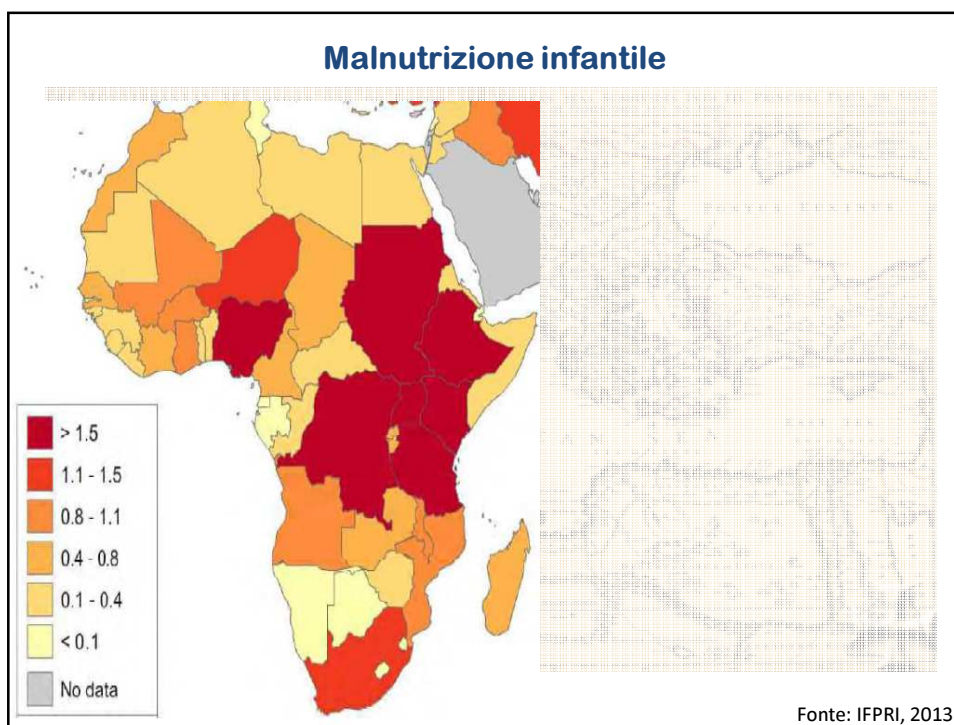 Malnutrizione infantile
> 1.5
1.1 - 1.5
0.8 - 1.1
0.4 - 0.8
0.1 - 0.4
< 0.1
No data
Fonte: IFPRI, 2013